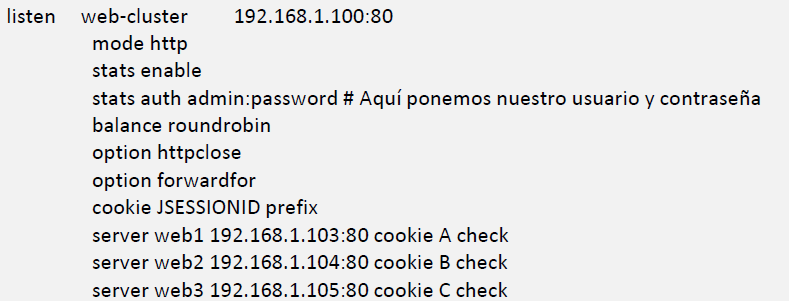 listen web-cluster 192.168.1.100:80
mode http
stats enable
stats auth admin:password # Aquí ponemos nuestro usuario y contraseña
balance roundrobin
option httpclose
option forwardfor
cookie JSESSIONID prefix
server web1 192.168.1.103:80 cookie A check
server web2 192.168.1.104:80 cookie B check
server web3 192.168.1.105:80 cookie C check